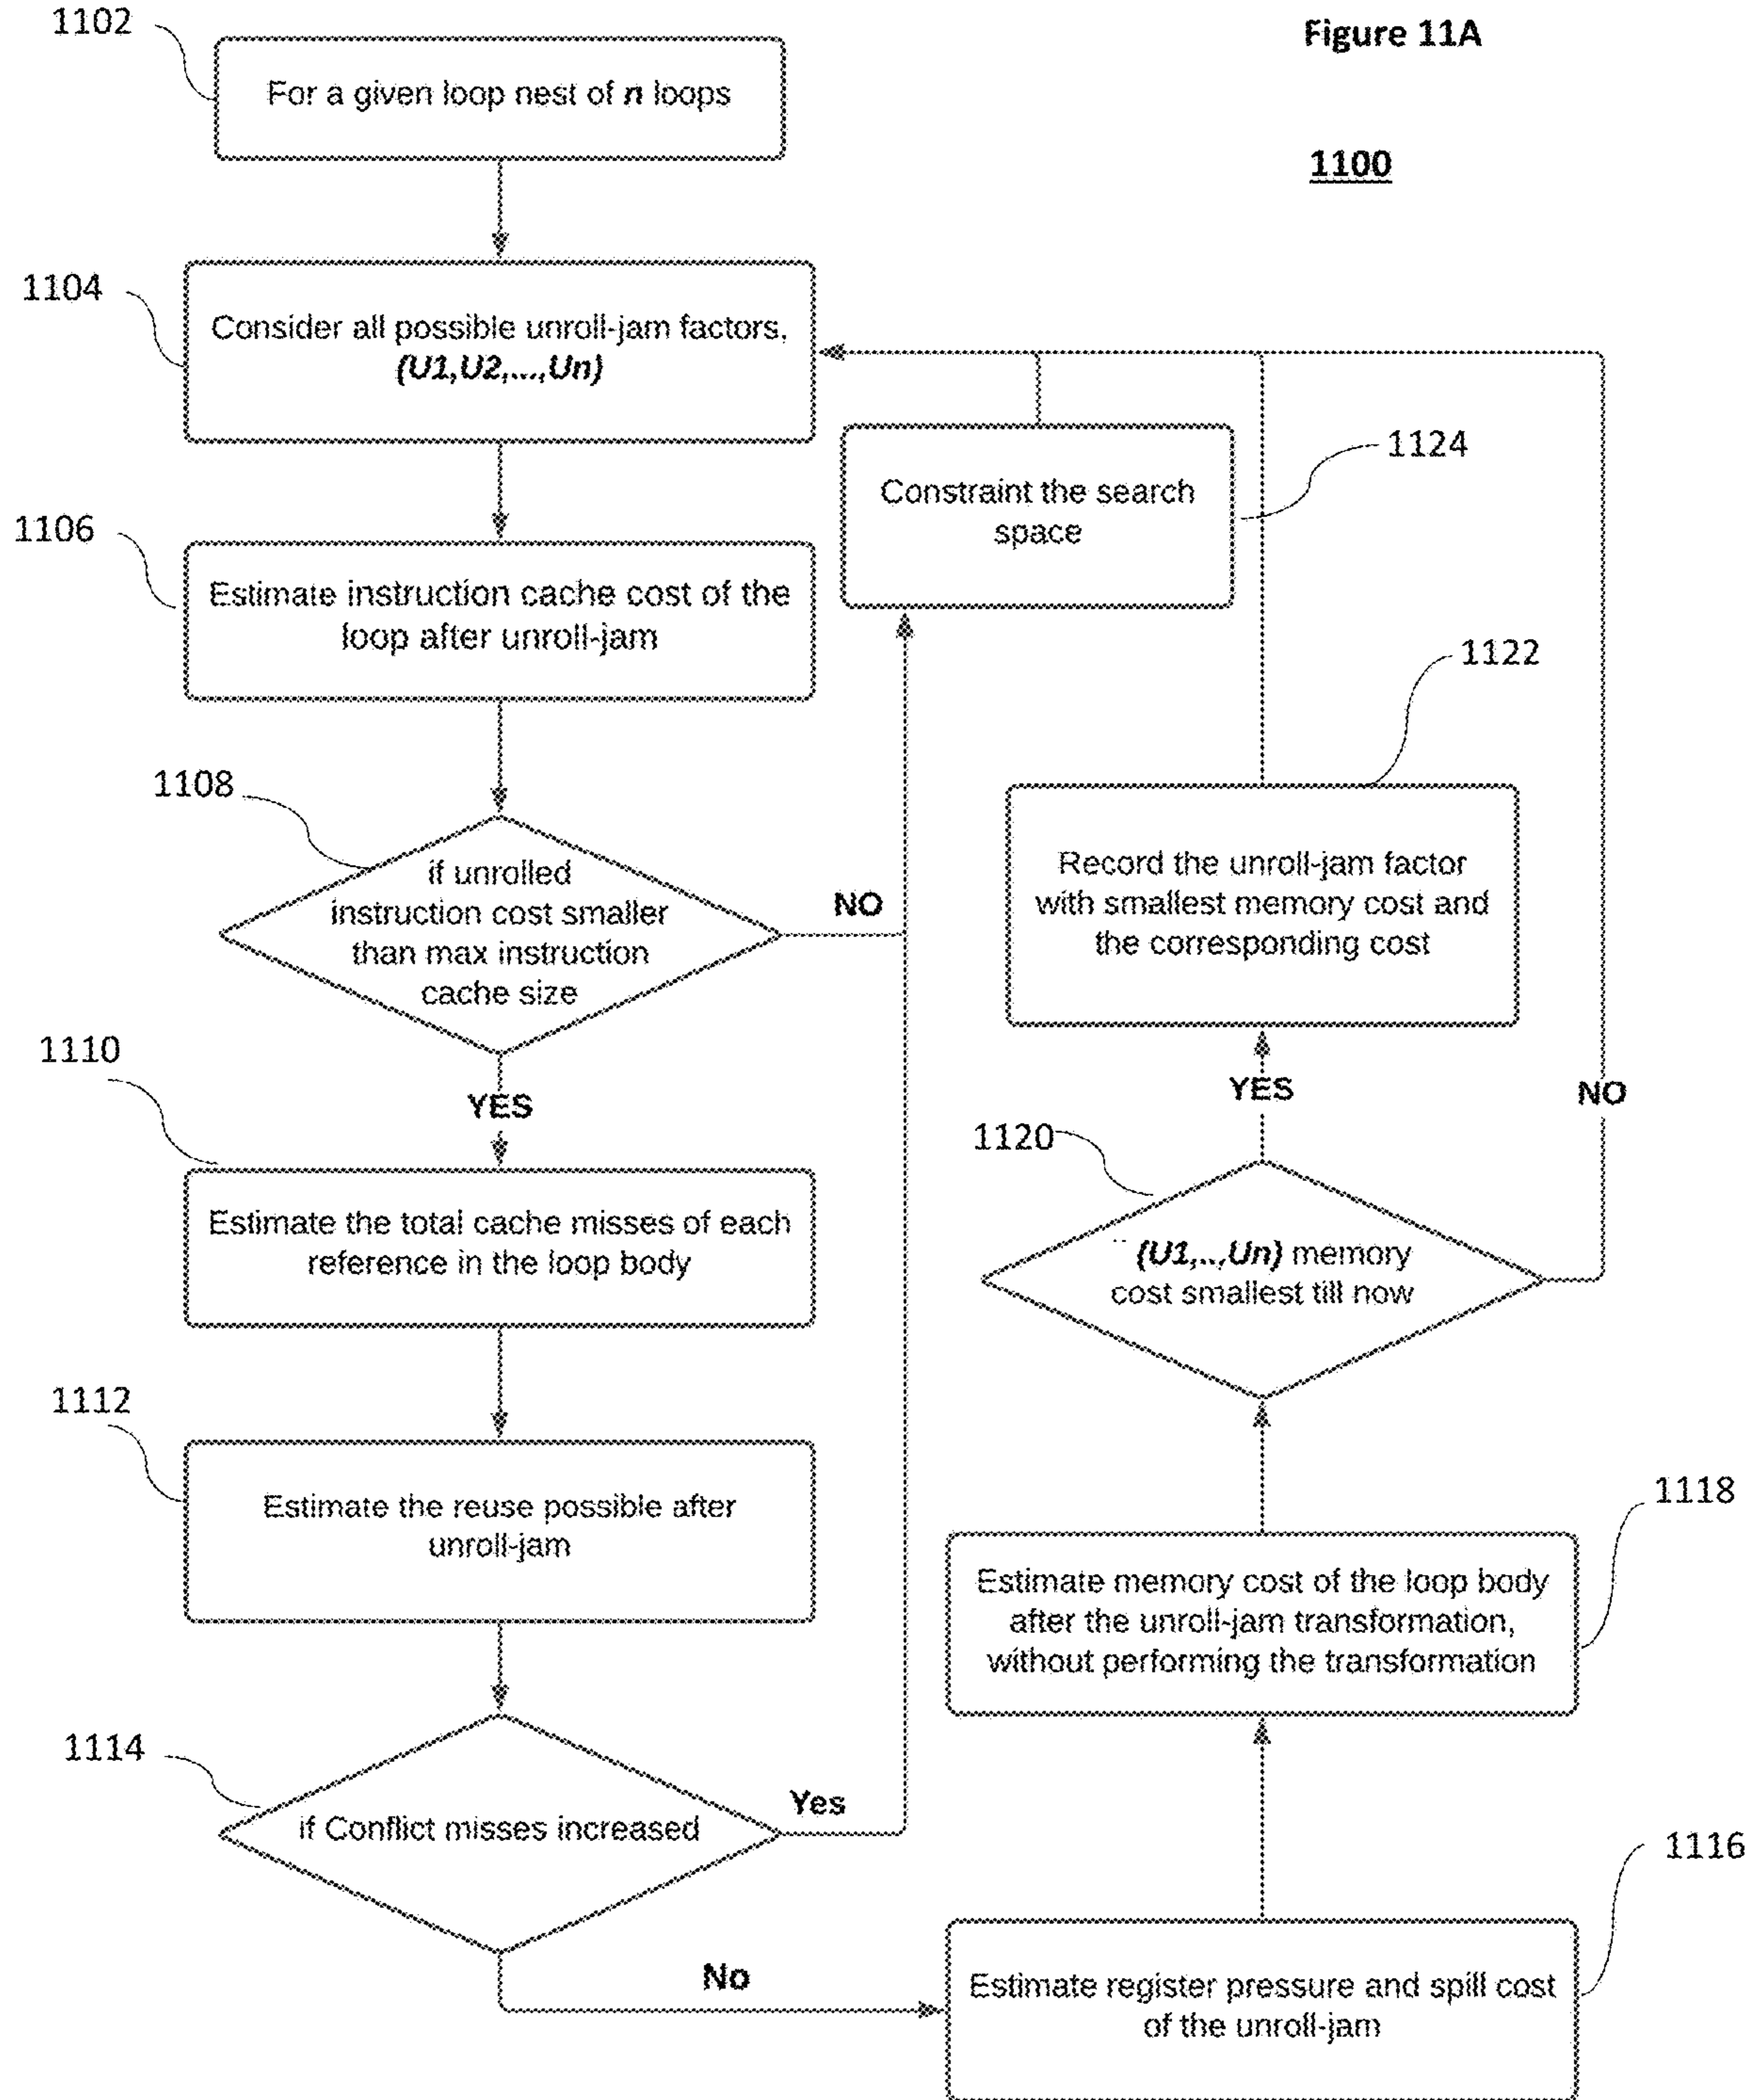 1102
Figure 11A
For a given loop nest of n loops
1100
1104
Consider all possible unroll-jam factors,
(U1,U2,...,Un)
1124
Constraint the search
space
1106
Estimate instruction cache cost of the
loop after unroll-jam
1122
1108
if unrolled
instruction cost smaller
than max instruction
cache size
NO
Record the unroll-jam factor
with smallest memory cost and
the corresponding cost
1110
YES
YES
NO
1120
Estimate the total cache misses of each
reference in the loop body
(U1,..,Un) memory
cost smallest till now
1112
Estimate the reuse possible after
unroll-jam
1118
Estimate memory cost of the loop body
after the unroll-jam transformation,
without performing the transformation
1114
if Conflict misses increased
Yes
1116
No
Estimate register pressure and spill cost
of the unroll-jam